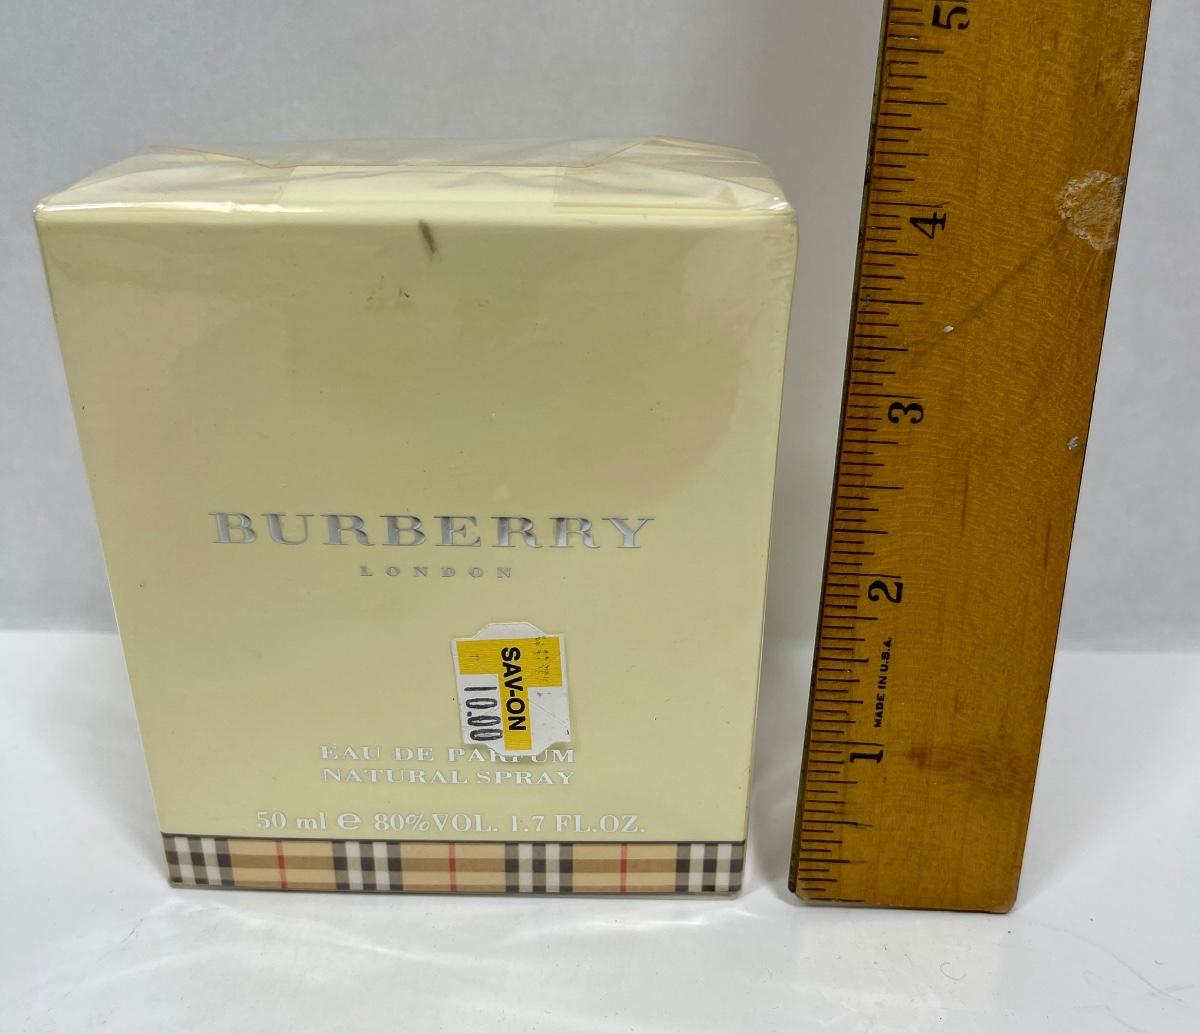 BURBERRY
LONDON
SAV-ON
10.00
EAU DE PARFUM
NATURAL SPRAY
50 ml e 80%VOL. 1.7 FL.OZ.
5
4
3
2
MADE IN U.S.A.
1